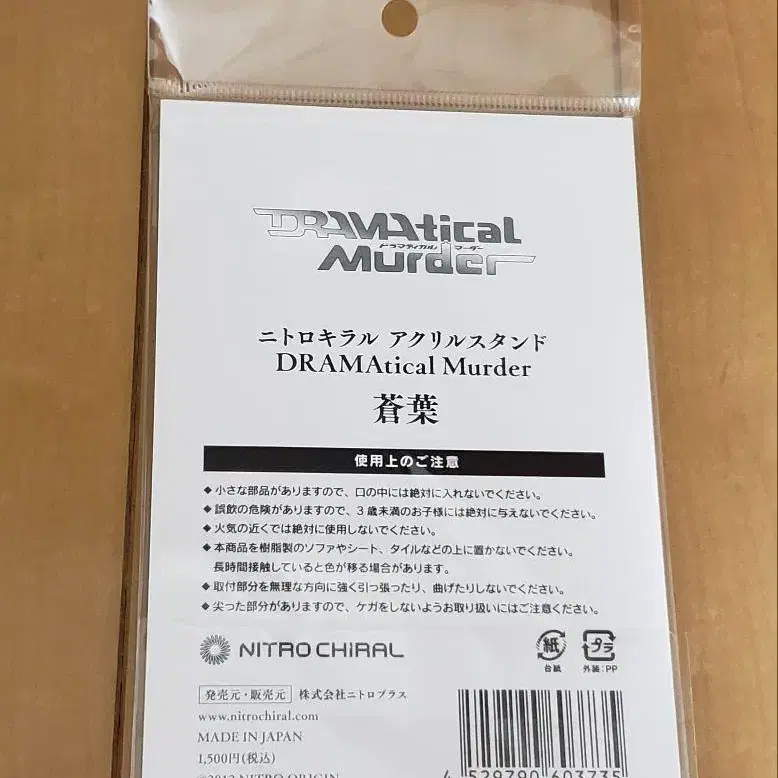 DRAMAtical
ドラマティカル マーダー
Murder
ニトロキラル アクリルスタンド
DRAMAtical Murder
蒼葉
使用上のご注意
◆小さな部品がありますので、口の中には絶対に入れないでください。
◆誤飲の危険がありますので、3歳未満のお子様には絶対に与えないでください。
◆火気の近くでは絶対に使用しないでください。
◆本商品を樹脂製のソファやシート、タイルなどの上に置かないでください。
長時間接触していると色が移る場合があります。
◆取付部分を無理な方向に強く引っ張ったり、曲げたりしないでください。
◆尖った部分がありますので、ケガをしないようお取り扱いにはご注意ください。
NITRO CHIRAL
紙
台紙
プラ
外装:PP
発売元・販売元 株式会社ニトロプラス
www.nitrochiral.com
MADE IN JAPAN
1,500円(税込)
©2012 NITRO ORIGIN
4 529790 603735